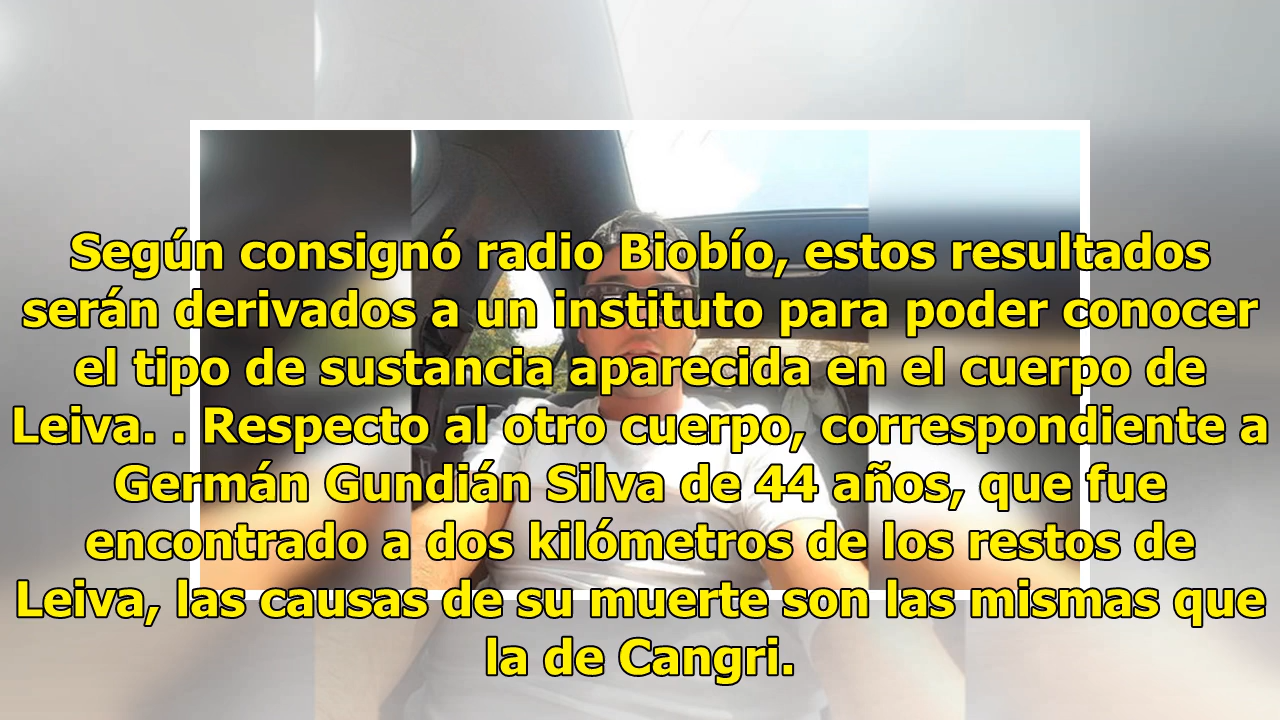 Según consignó radio Biobío, estos resultados
serán derivados a un instituto para poder conocer
el tipo de sustancia aparecida en el cuerpo de
Leiva. . Respecto al otro cuerpo, correspondiente a
Germán Gundián Silva de 44 años, que fue
encontrado a dos kilómetros de los restos de
Leiva, las causas de su muerte son las mismas que
la de Cangri.